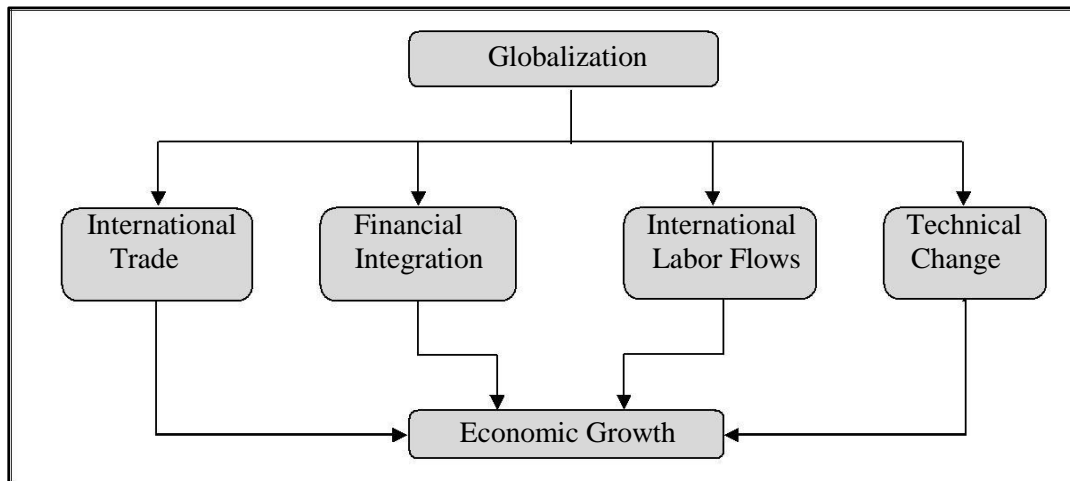 Globalization
International
Trade
Financial
Integration
International
Labor Flows
Technical
Change
Economic Growth